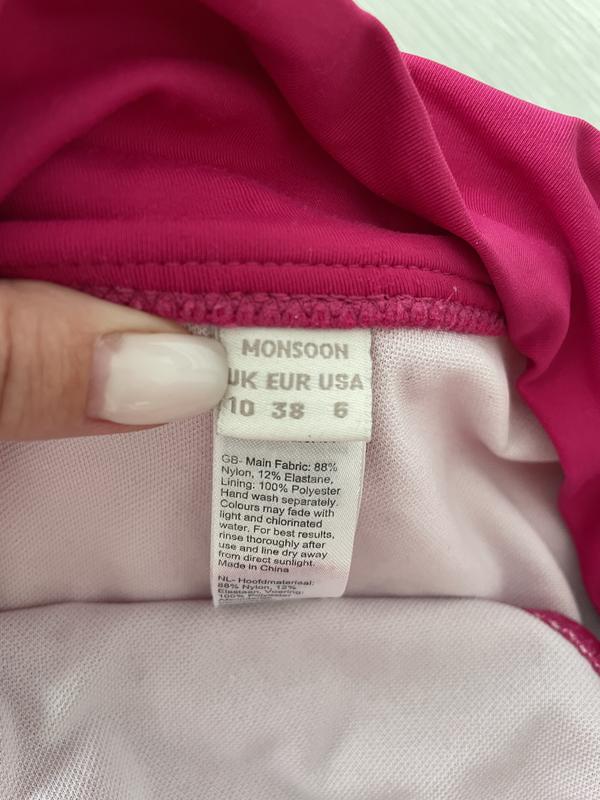 MONSOON
UK EUR USA
10 38 6
GB- Main Fabric: 88%
Nylon, 12% Elastane,
Lining: 100% Polyester
Hand wash separately.
Colours may fade with
light and chlorinated
water. For best results,
rinse thoroughly after
use and line dry away
from direct sunlight.
Made in China
NL- Hoofdmateriaal:
88% Nylon, 12%
Elastaan, Voering:
100% Polyester